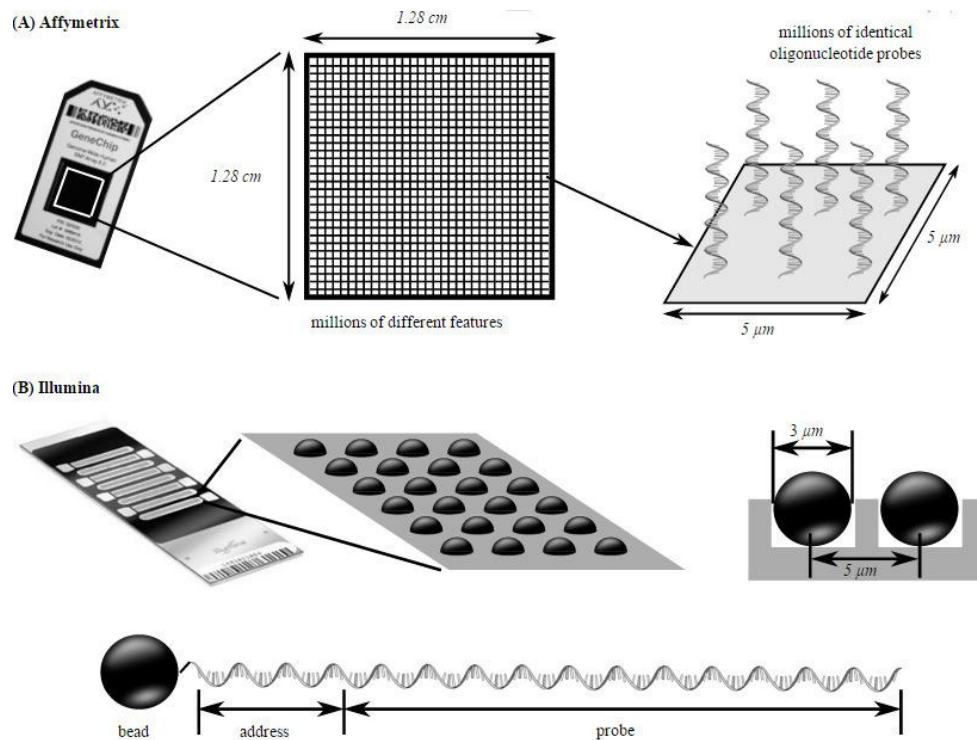 (A) Affymetrix
1.28 cm
millions of identical
oligonucleotide probes
AFFYMETRIX
GeneChip
1.28 cm
5 µm
5 µm
millions of different features
(B) Illumina
3 µm
5 µm
bead
address
probe